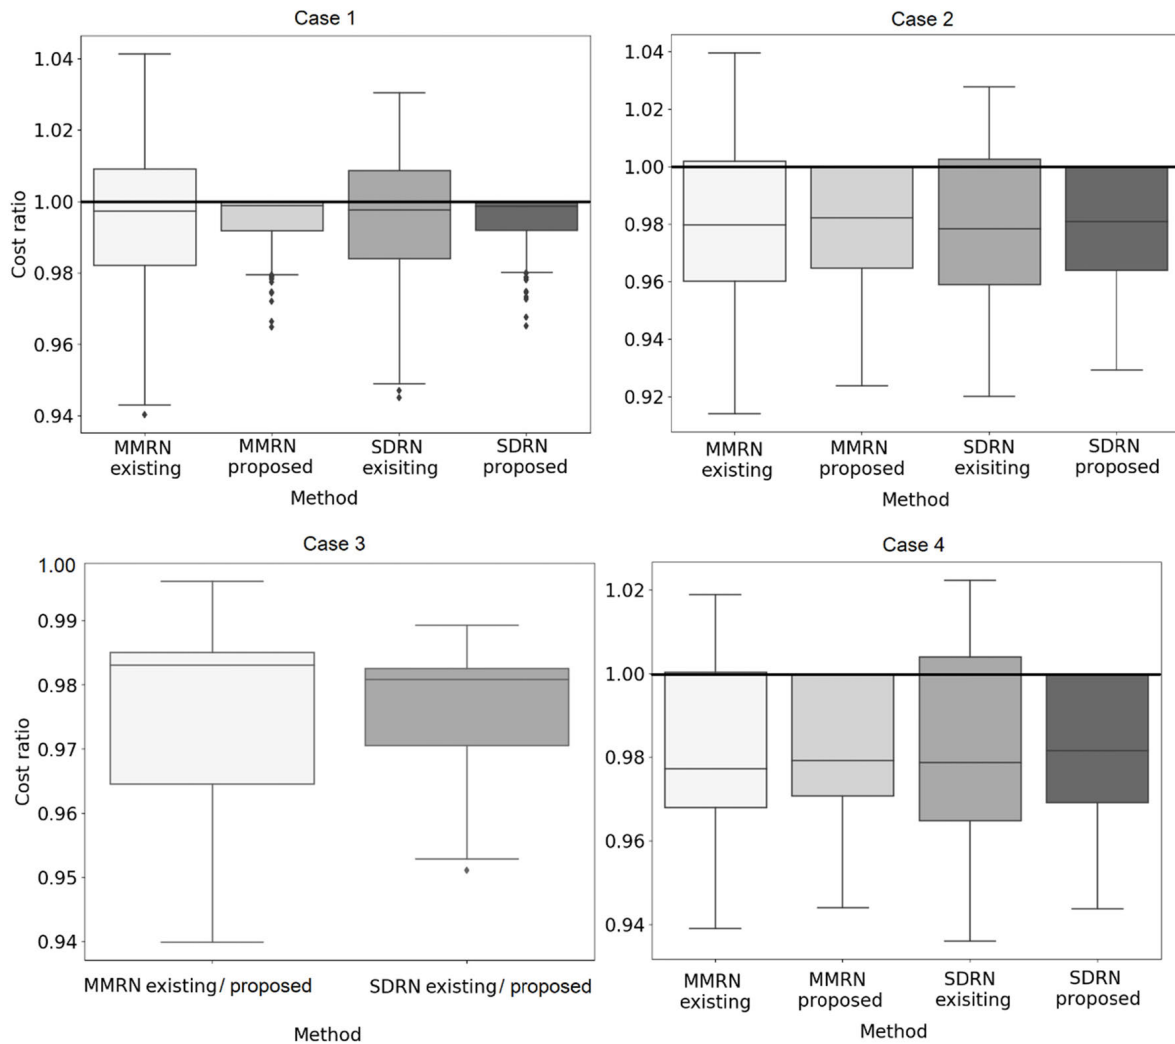 Case 1
Cost ratio
1.04
1.02
1.00
0.98
0.96
0.94
MMRN existing
MMRN proposed
SDRN exisiting
SDRN proposed
Method
Case 2
1.04
1.02
1.00
0.98
0.96
0.94
0.92
MMRN existing
MMRN proposed
SDRN exisiting
SDRN proposed
Method
Case 3
Cost ratio
1.00
0.99
0.98
0.97
0.96
0.95
0.94
MMRN existing/ proposed
SDRN existing/ proposed
Method
Case 4
1.02
1.00
0.98
0.96
0.94
MMRN existing
MMRN proposed
SDRN exisiting
SDRN proposed
Method